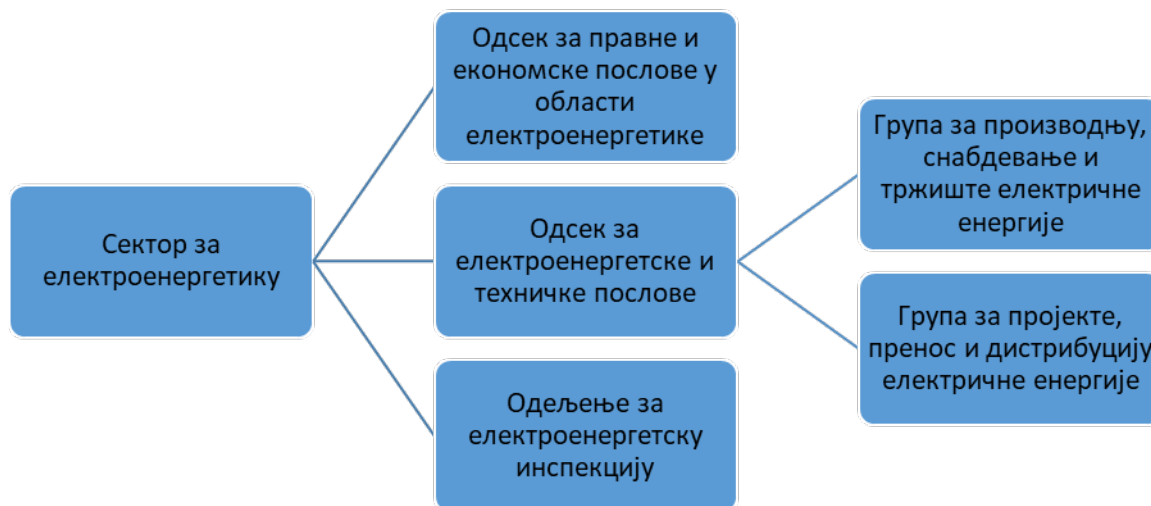 Сектор за
електроенергетику
Одсек за правне и
економске послове у
области
електроенергетике
Одсек за
електроенергетске и
техничке послове
Одељење за
електроенергетску
инспекцију
Група за производњу,
снабдевање и
тржиште електричне
енергије
Група за пројекте,
пренос и дистрибуцију
електричне енергије